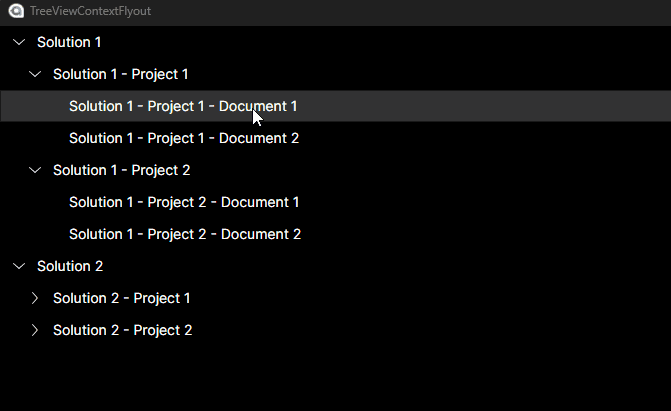 TreeViewContextFlyout
Solution 1
Solution 1 - Project 1
Solution 1 - Project 1 - Document 1
Solution 1 - Project 1 - Document 2
Solution 1 - Project 2
Solution 1 - Project 2 - Document 1
Solution 1 - Project 2 - Document 2
Solution 2
Solution 2 - Project 1
Solution 2 - Project 2